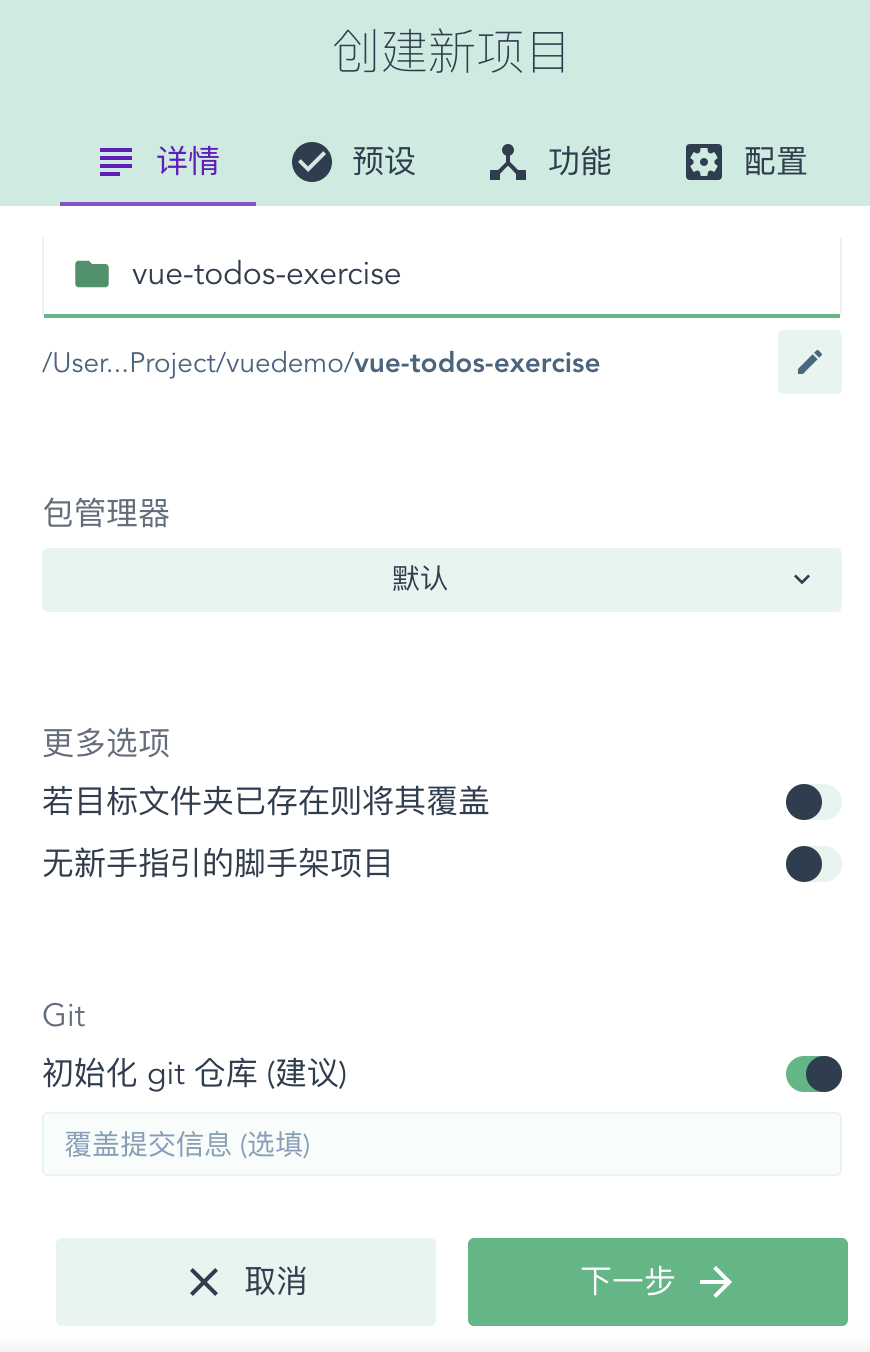 创建新项目
详情 预设 功能 配置
vue-todos-exercise
/User...Project/vuedemo/vue-todos-exercise
包管理器
默认
更多选项
若目标文件夹已存在则将其覆盖
无新手指引的脚手架项目
Git
初始化 git 仓库 (建议)
覆盖提交信息 (选填)
取消 下一步